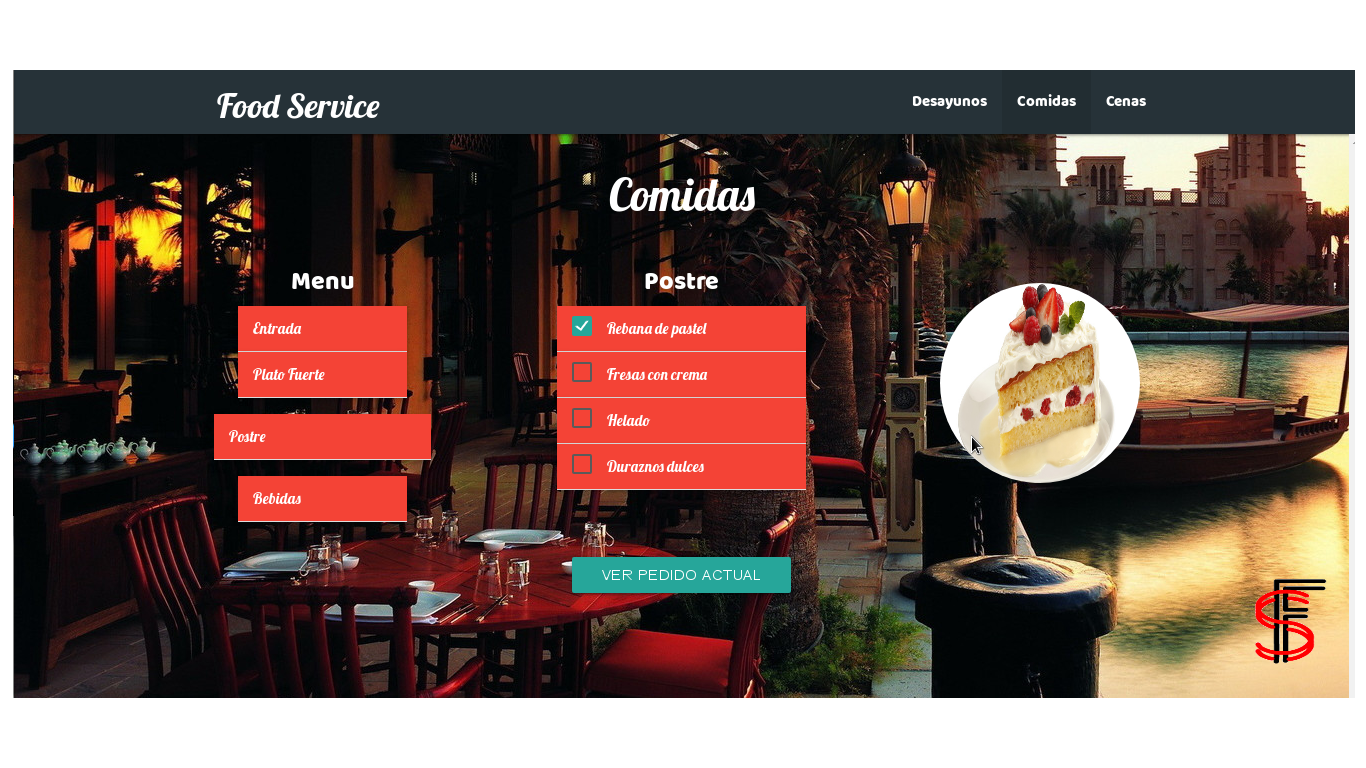 Food Service
Desayunos
Comidas
Cenas
Comidas
Menu
Entrada
Plato Fuerte
Postre
Bebidas
Postre
Rebana de pastel
Fresas con crema
Helado
Duraznos dulces
VER PEDIDO ACTUAL
FS